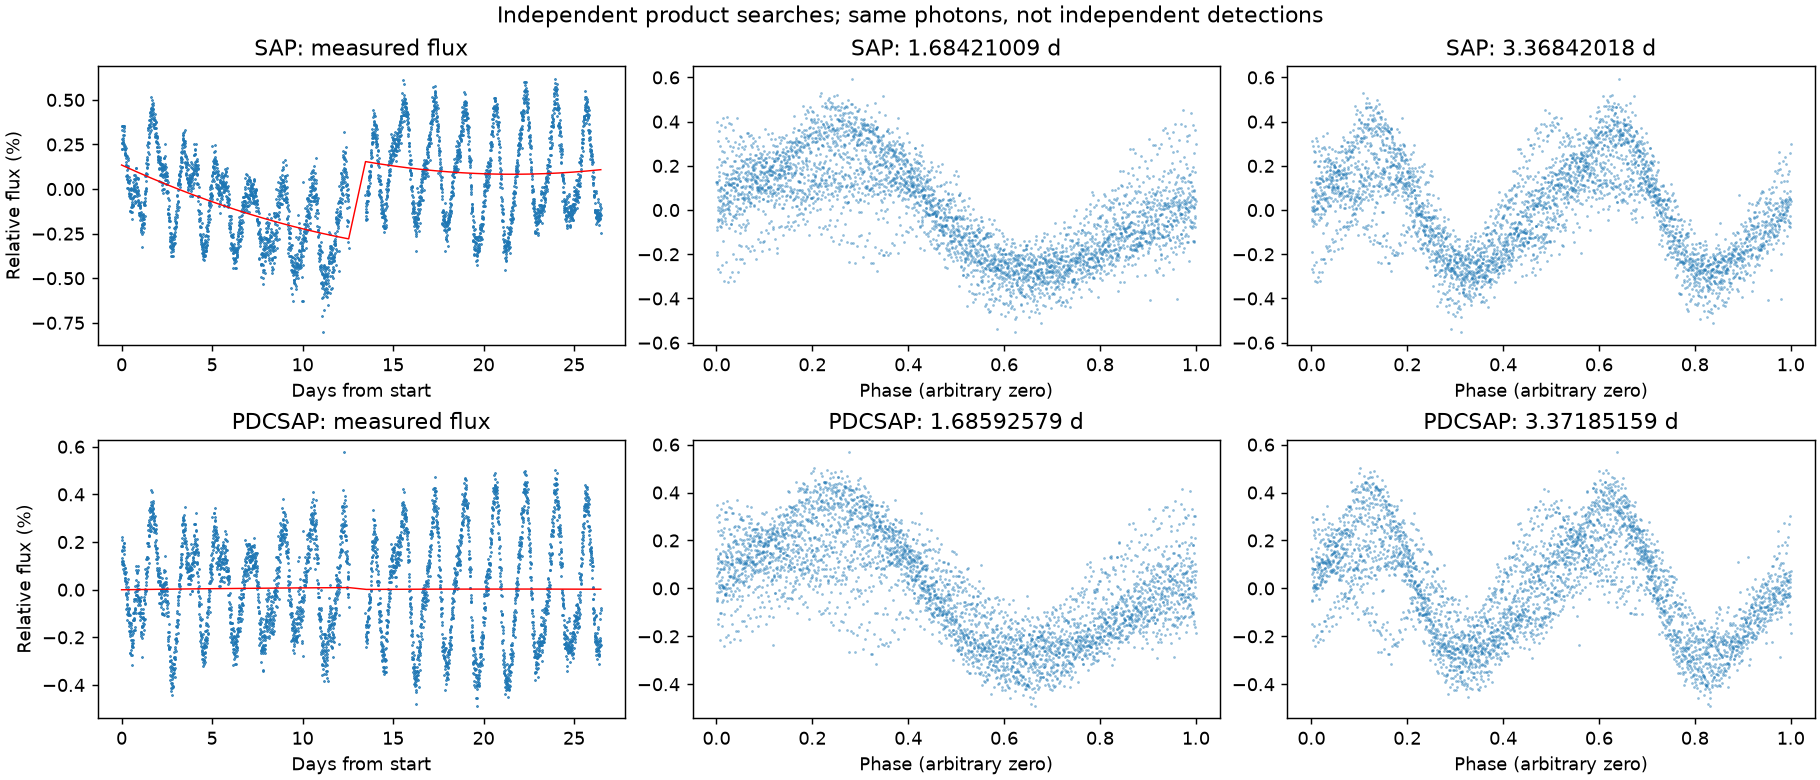 Independent product searches; same photons, not independent detections
SAP: measured flux
SAP: 1.68421009 d
SAP: 3.36842018 d
Relative flux (%)
0.50
0.25
0.00
−0.25
−0.50
−0.75
0 5 10 15 20 25
Days from start
0.6
0.4
0.2
0.0
−0.2
−0.4
−0.6
0.0 0.2 0.4 0.6 0.8 1.0
Phase (arbitrary zero)
0.6
0.4
0.2
0.0
−0.2
−0.4
−0.6
0.0 0.2 0.4 0.6 0.8 1.0
Phase (arbitrary zero)
PDCSAP: measured flux
PDCSAP: 1.68592579 d
PDCSAP: 3.37185159 d
Relative flux (%)
0.6
0.4
0.2
0.0
−0.2
−0.4
0 5 10 15 20 25
Days from start
0.6
0.4
0.2
0.0
−0.2
−0.4
0.0 0.2 0.4 0.6 0.8 1.0
Phase (arbitrary zero)
0.6
0.4
0.2
0.0
−0.2
−0.4
0.0 0.2 0.4 0.6 0.8 1.0
Phase (arbitrary zero)